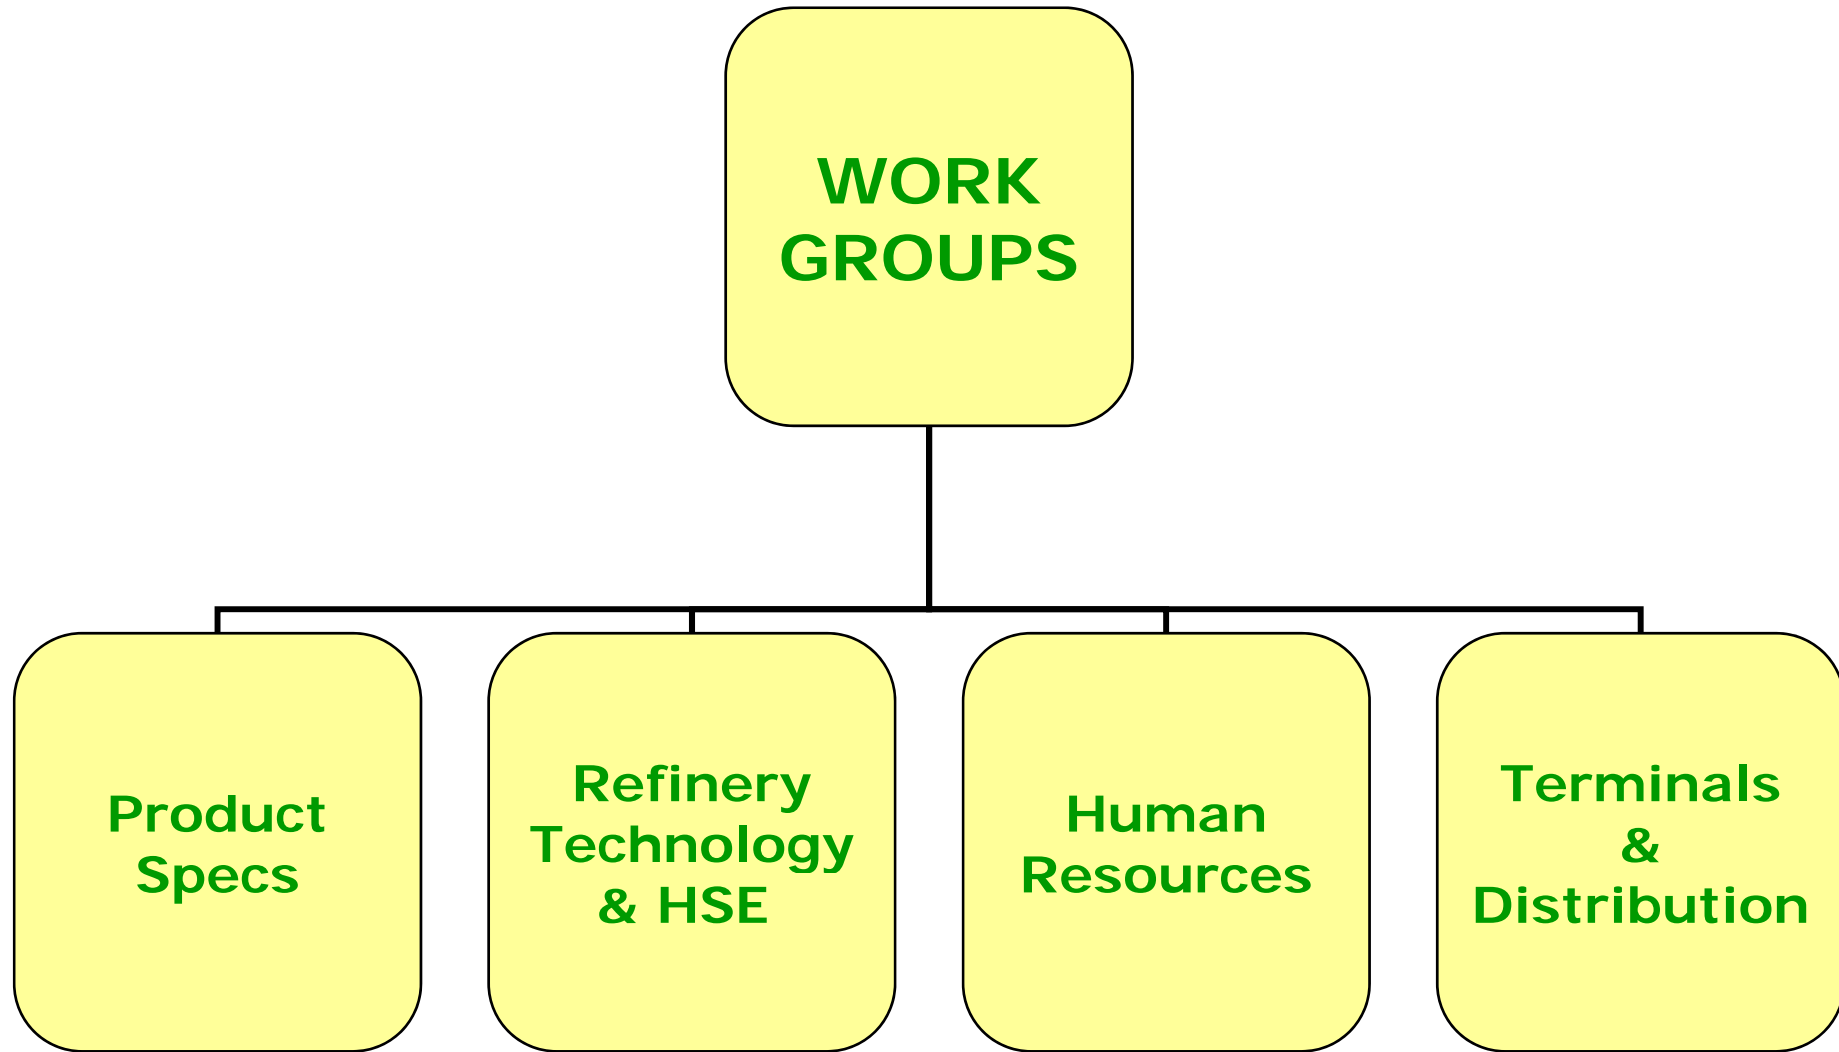 WORK
GROUPS
Product
Specs
Refinery
Technology
& HSE
Human
Resources
Terminals
&
Distribution